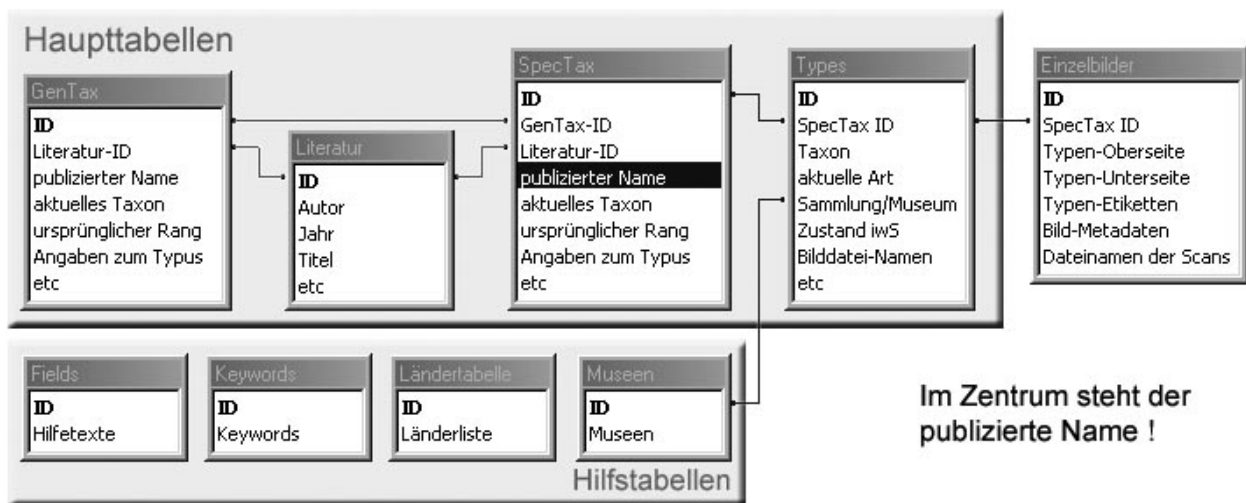 Haupttabellen
GenTax
ID
Literatur-ID
publizierter Name
aktuelles Taxon
ursprünglicher Rang
Angaben zum Typus
etc
Literatur
ID
Autor
Jahr
Titel
etc
SpecTax
ID
GenTax-ID
Literatur-ID
publizierter Name
aktuelles Taxon
ursprünglicher Rang
Angaben zum Typus
etc
Types
ID
SpecTax ID
Taxon
aktuelle Art
Sammlung/Museum
Zustand iwS
Bilddatei-Namen
etc
Einzelbilder
ID
SpecTax ID
Typen-Oberseite
Typen-Unterseite
Typen-Etiketten
Bild-Metadaten
Dateinamen der Scans
Fields
ID
Hilfetexte
Keywords
ID
Keywords
Ländertabelle
ID
Länderliste
Museen
ID
Museen
Hilfstabellen
Im Zentrum steht der
publizierte Name !